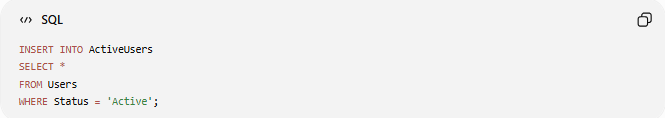 SQL
INSERT INTO ActiveUsers
SELECT *
FROM Users
WHERE Status = 'Active';